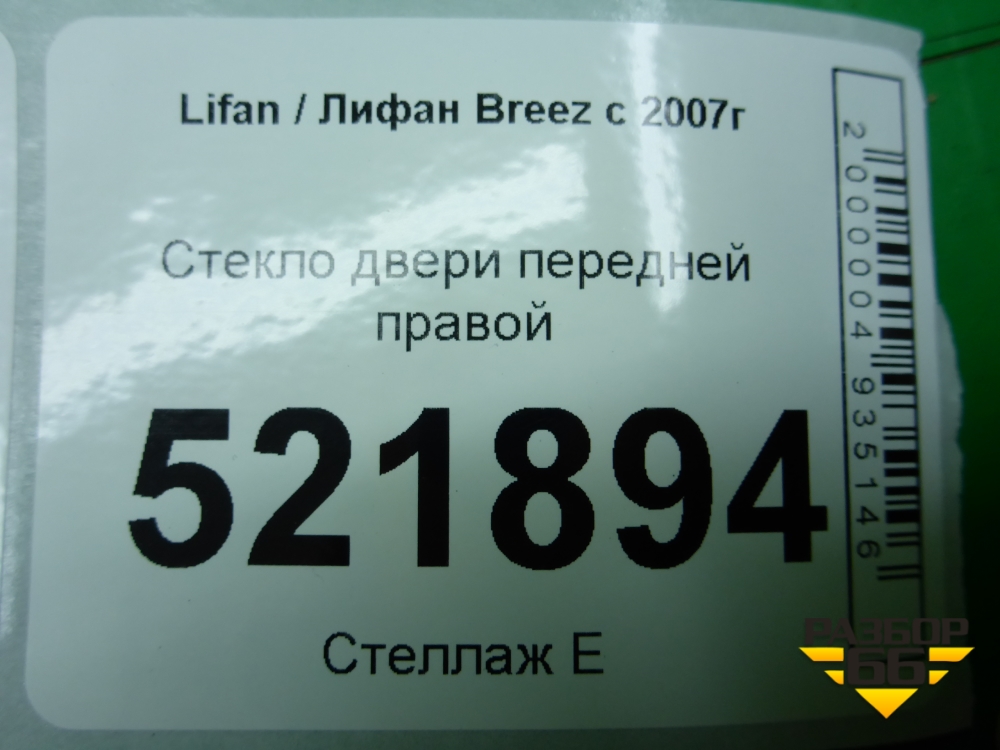 Lifan / Лифан Breez с 2007г
Стекло двери передней
правой
521894
Стеллаж Е
2000004935146
РАЗБОР
66